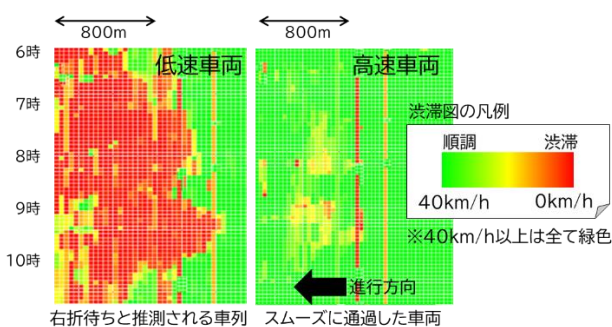 800m
800m
6時
7時
8時
9時
10時
低速車両
高速車両
進行方向
右折待ちと推測される車列
スムーズに通過した車両
渋滞図の凡例
順調
渋滞
40km/h
0km/h
※40km/h以上は全て緑色